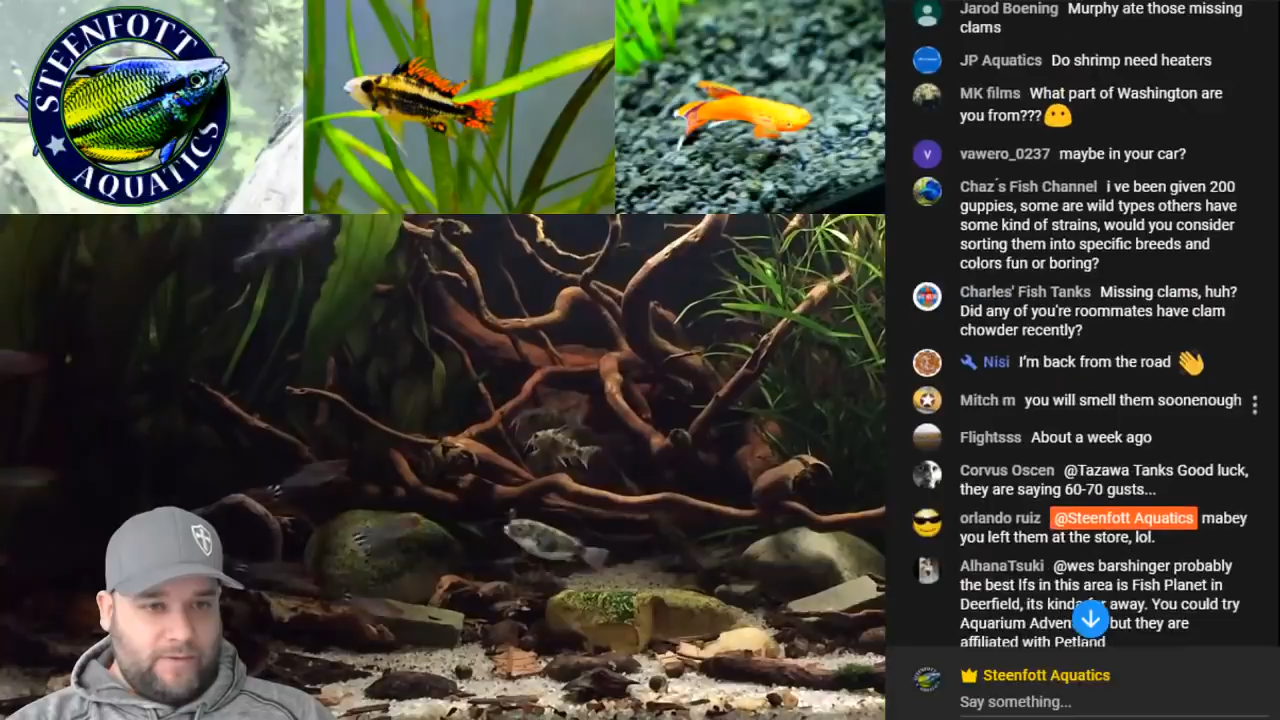 STEENFOTT
AQUATICS
Jarod Boening Murphy ate those missing
clams
JP Aquatics Do shrimp need heaters
MK films What part of Washington are
you from???
V
vawero_0237 maybe in your car?
Chaz´s Fish Channel i ve been given 200
guppies, some are wild types others have
some kind of strains, would you consider
sorting them into specific breeds and
colors fun or boring?
Charles' Fish Tanks Missing clams, huh?
Did any of you're roommates have clam
chowder recently?
Nisi I'm back from the road
Mitch m you will smell them soonenough
Flightsss About a week ago
Corvus Oscen @Tazawa Tanks Good luck,
they are saying 60-70 gusts...
orlando ruiz @Steenfott Aquatics mabey
you left them at the store, lol.
AlhanaTsuki @wes barshinger probably
the best lfs in this area is Fish Planet in
Deerfield, its away. You could try
Aquarium but they are
affiliated with Petland
Steenfott Aquatics
Say something...